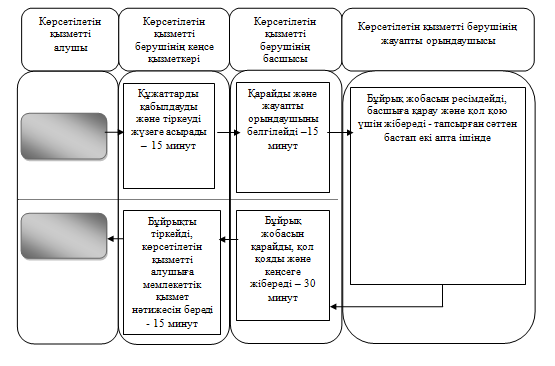 Көрсетілетін
қызметті
алушы
Көрсетілетін
қызметті
берушінің кеңсе
қызметкері
Көрсетілетін
қызметті
берушінің
басшысы
Көрсетілетін қызметті берушінің
жауапты орындаушысы
Құжаттарды
қабылдауды
және тіркеуді
жүзеге асырады
– 15 минут
Қарайды және
жауапты
орындаушыны
белгілейді –15
минут
Бұйрық жобасын ресімдейді,
басшыға қарау және қол қою
үшін жібереді - тапсырған сәттен
бастап екі апта ішінде
Бұйрықты
тіркейді,
көрсетілетін
қызметті
алушыға
мемлекеттік
қызмет
нәтижесін береді
- 15 минут
Бұйрық
жобасын
қарайды, қол
қояды және
кеңсеге
жібереді – 30
минут